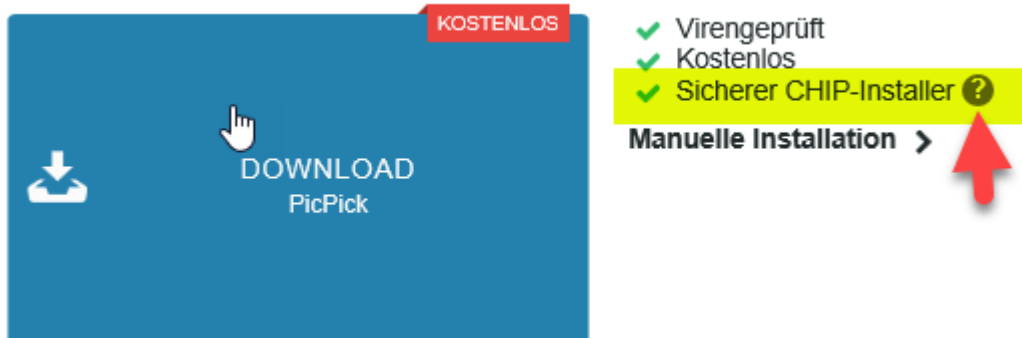 KOSTENLOS
DOWNLOAD
PicPick
Virengeprüft
Kostenlos
Sicherer CHIP-Installer ?
Manuelle Installation >